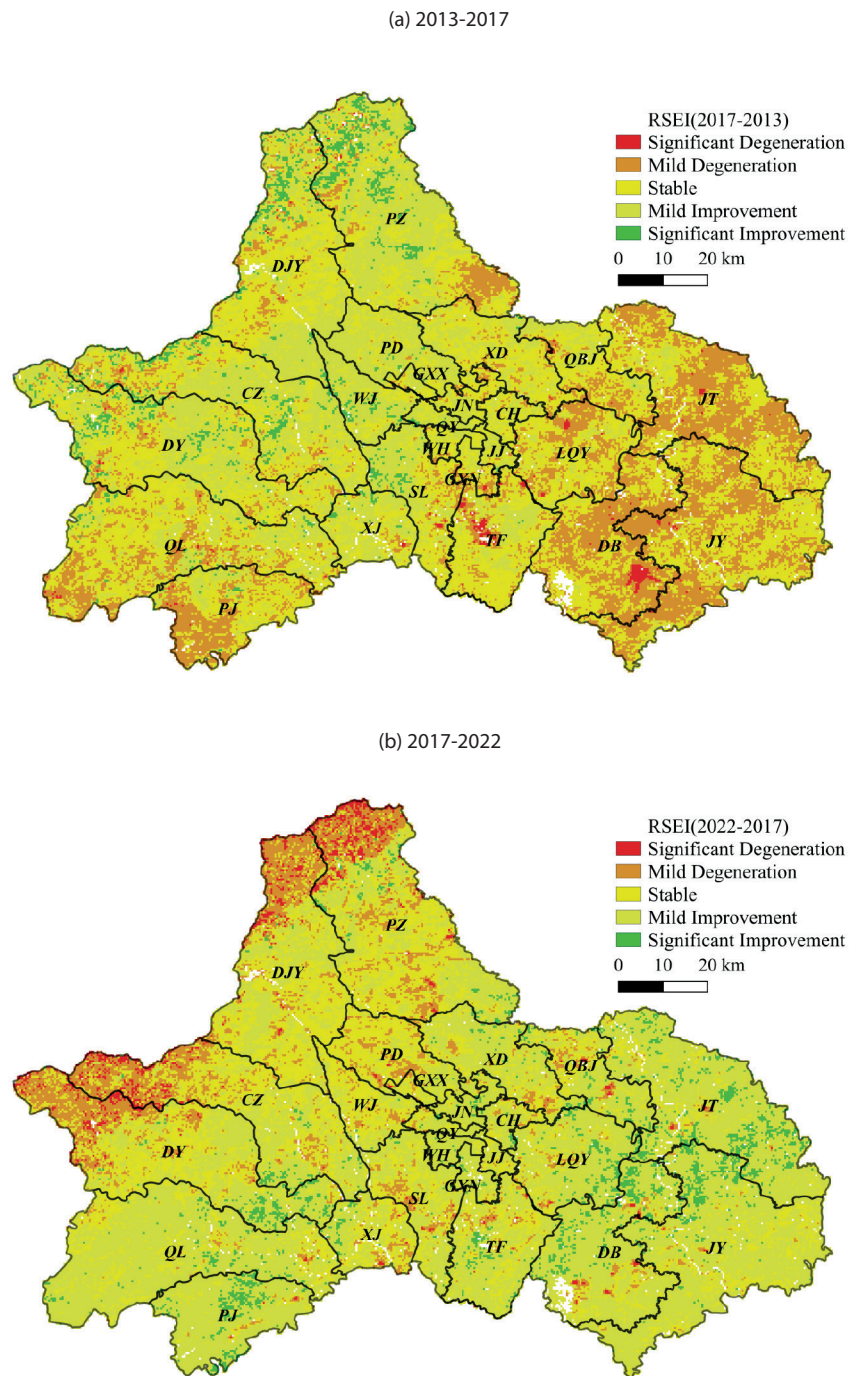 (a) 2013-2017
RSEI(2017-2013)
Significant Degeneration
Mild Degeneration
Stable
Mild Improvement
Significant Improvement
0 10 20 km
PZ
DJY
PD
XD
QBJ
GXX
JT
CZ
WJ
JN
CH
QY
DY
WH
JJ
LQY
GXN
SL
XJ
TF
QL
DB
JY
PJ
(b) 2017-2022
RSEI(2022-2017)
Significant Degeneration
Mild Degeneration
Stable
Mild Improvement
Significant Improvement
0 10 20 km
PZ
DJY
PD
XD
QBJ
GXX
JT
CZ
WJ
JN
CH
QY
DY
WH
JJ
LQY
GXN
SL
XJ
TF
QL
DB
JY
PJ